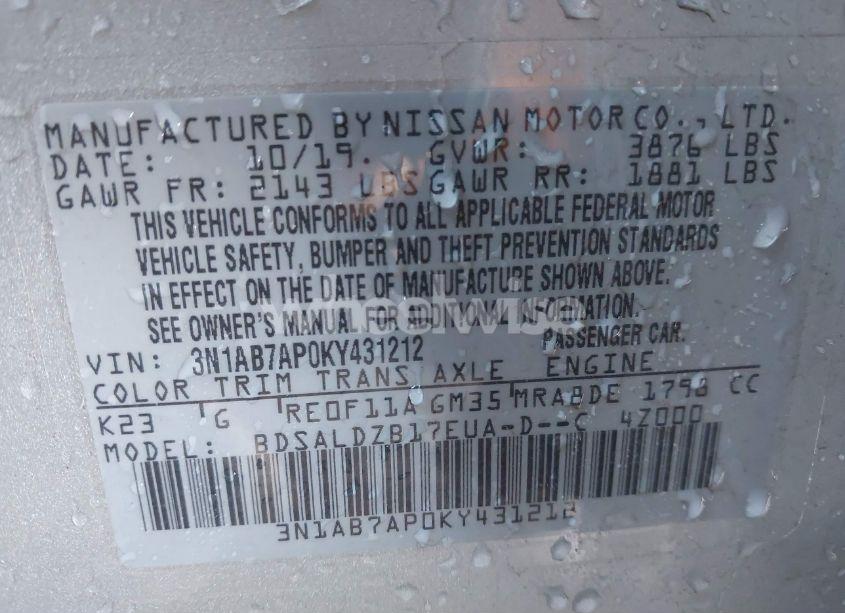 MANUFACTURED BY NISSAN MOTOR CO., LTD.
DATE: 10/19. GVWR: 3876 LBS
GAWR FR: 2143 LBS GAWR RR: 1881 LBS
THIS VEHICLE CONFORMS TO ALL APPLICABLE FEDERAL MOTOR
VEHICLE SAFETY, BUMPER AND THEFT PREVENTION STANDARDS
IN EFFECT ON THE DATE OF MANUFACTURE SHOWN ABOVE.
SEE OWNER'S MANUAL FOR ADDITIONAL INFORMATION.
PASSENGER CAR.
VIN: 3N1AB7AP0KY431212
COLOR TRIM TRANS AXLE ENGINE
K23 G RE0F11A GM35 MRA8DE 1798 CC
MODEL: BDSALDZB17EUA-D--C 4Z000
3N1AB7AP0KY431212